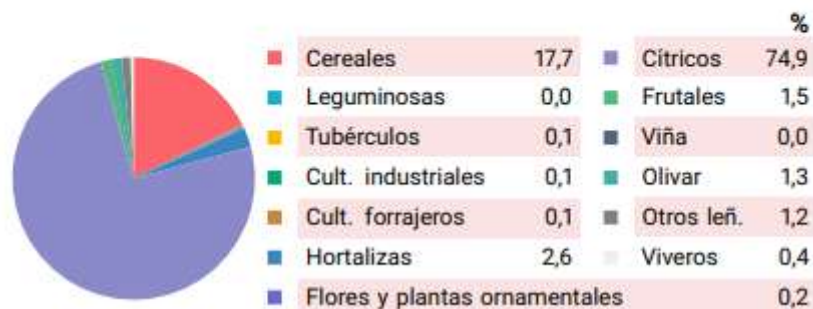 %
Cereales 17,7 Cítricos 74,9
Leguminosas 0,0 Frutales 1,5
Tubérculos 0,1 Viña 0,0
Cult. industriales 0,1 Olivar 1,3
Cult. forrajeros 0,1 Otros leñ. 1,2
Hortalizas 2,6 Viveros 0,4
Flores y plantas ornamentales 0,2